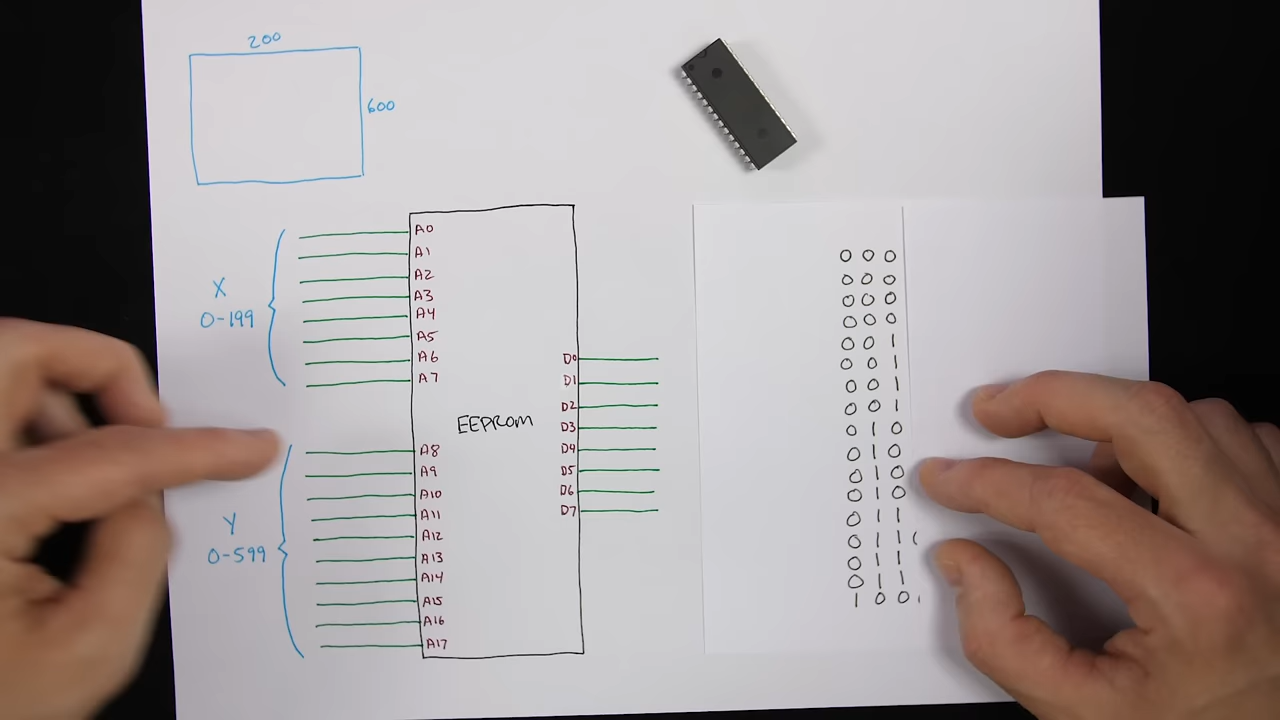 200
600
A0
A1
A2
A3
A4
A5
A6
A7
X
0-199
A8
A9
A10
A11
A12
A13
A14
A15
A16
A17
Y
0-599
EEPROM
D0
D1
D2
D3
D4
D5
D6
D7
0 0 0
0 0 0
0 0 0
0 0 0
0 0 1
0 0 1
0 0 1
0 0 1
0 1 0
0 1 0
0 1 0
0 1 0
0 1 1
0 1 1
0 1 1
0 1 1
1 0 0